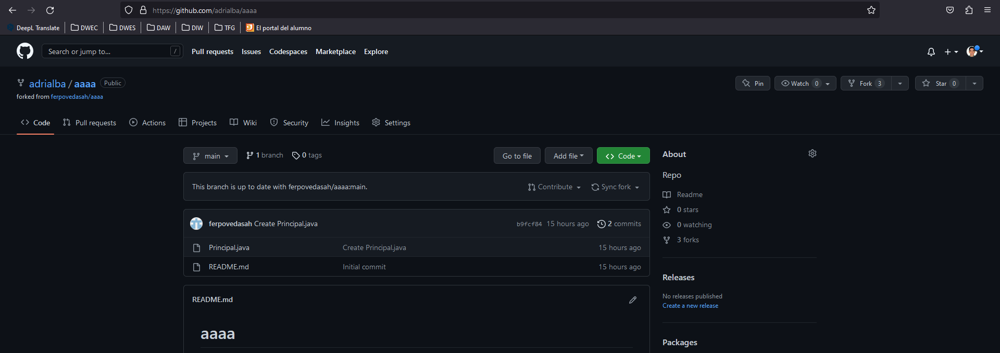 https://github.com/adrialba/aaaa
DeepL Translate DWEC DWES DAW DIW TFG El portal del alumno
Search or jump to... / Pull requests Issues Codespaces Marketplace Explore
adrialba / aaaa Public Pin Watch 0 Fork 3 Star 0
forked from ferpovedasah/aaaa
Code Pull requests Actions Projects Wiki Security Insights Settings
main 1 branch 0 tags Go to file Add file Code
This branch is up to date with ferpovedasah/aaaa:main. Contribute Sync fork
ferpovedasah Create Principal.java b9fcf84 15 hours ago 2 commits
Principal.java Create Principal.java 15 hours ago
README.md Initial commit 15 hours ago
README.md
aaaa
About
Repo
Readme
0 stars
0 watching
3 forks
Releases
No releases published
Create a new release
Packages